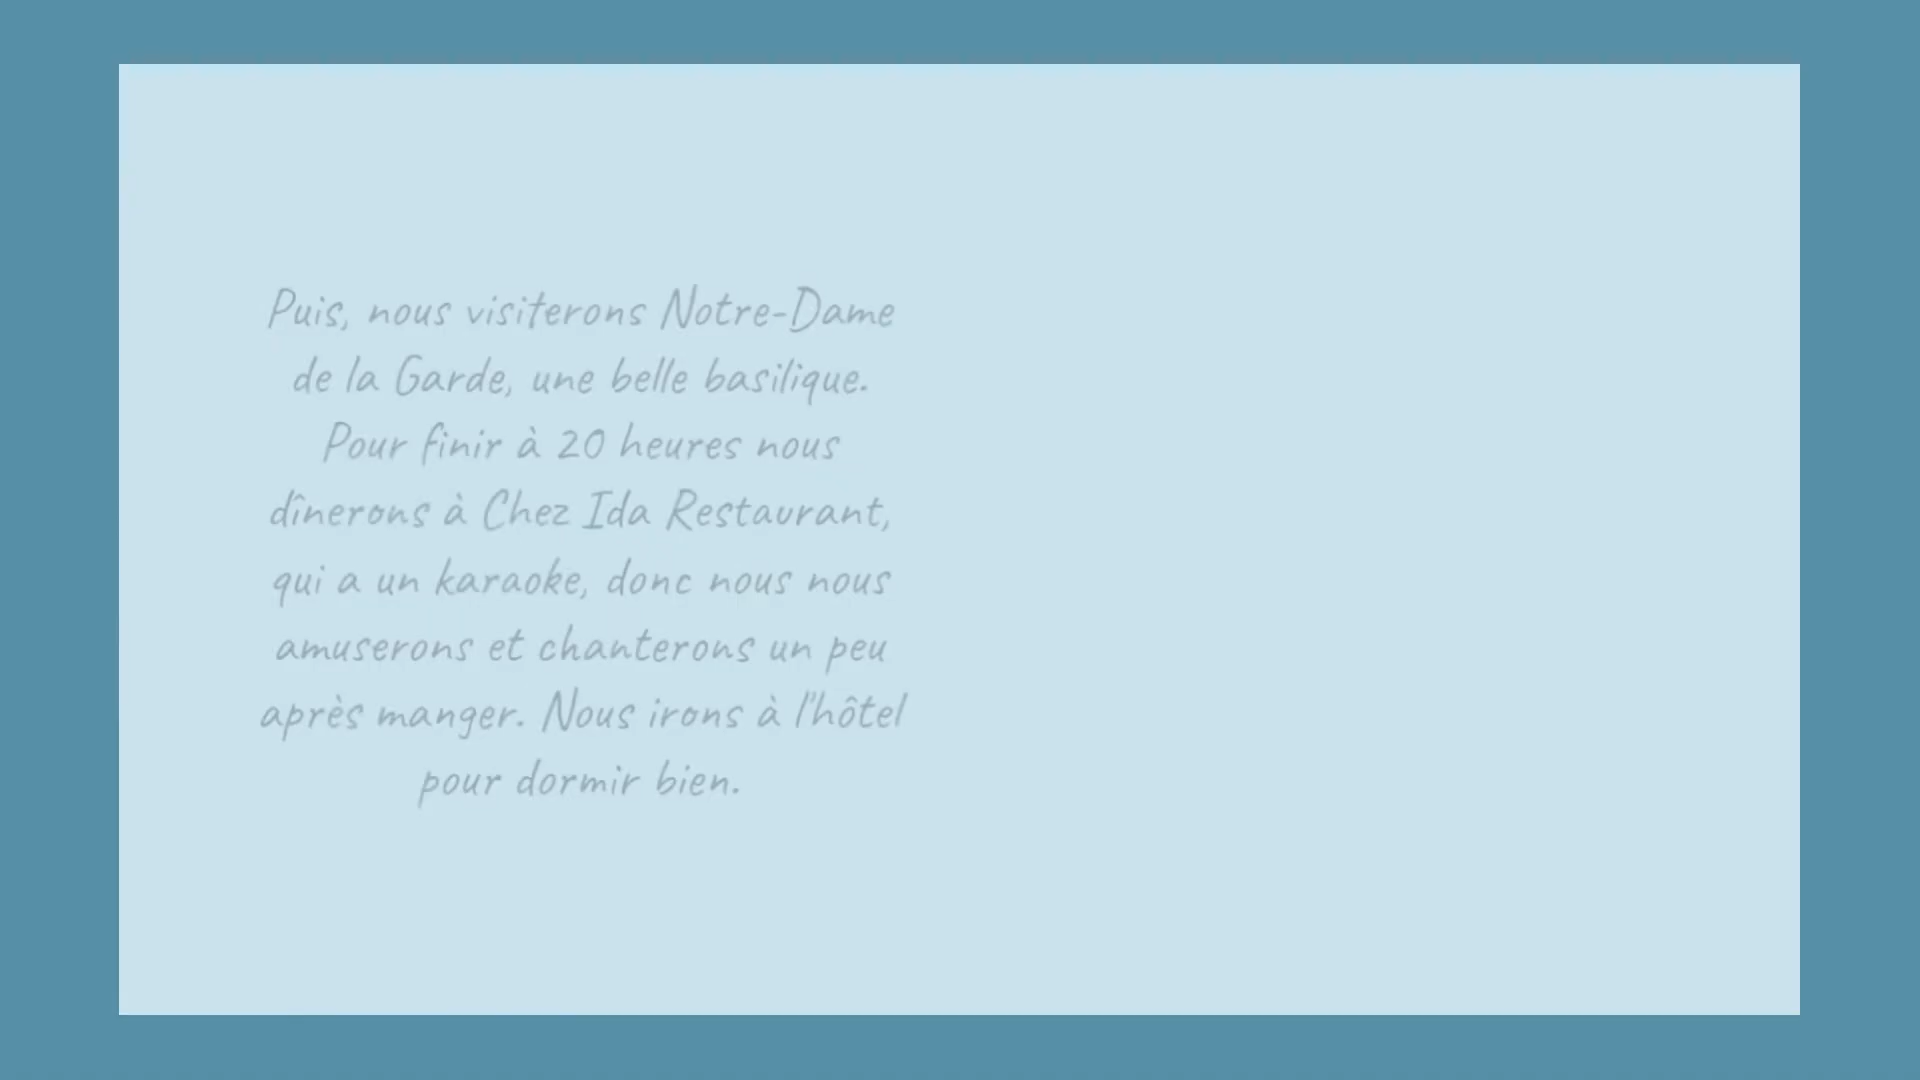 Puis, nous visiterons Notre-Dame
de la Garde, une belle basilique.
Pour finir à 20 heures nous
dînerons à Chez Ida Restaurant,
qui a un karaoke, donc nous nous
amuserons et chanterons un peu
après manger. Nous irons à l'hôtel
pour dormir bien.